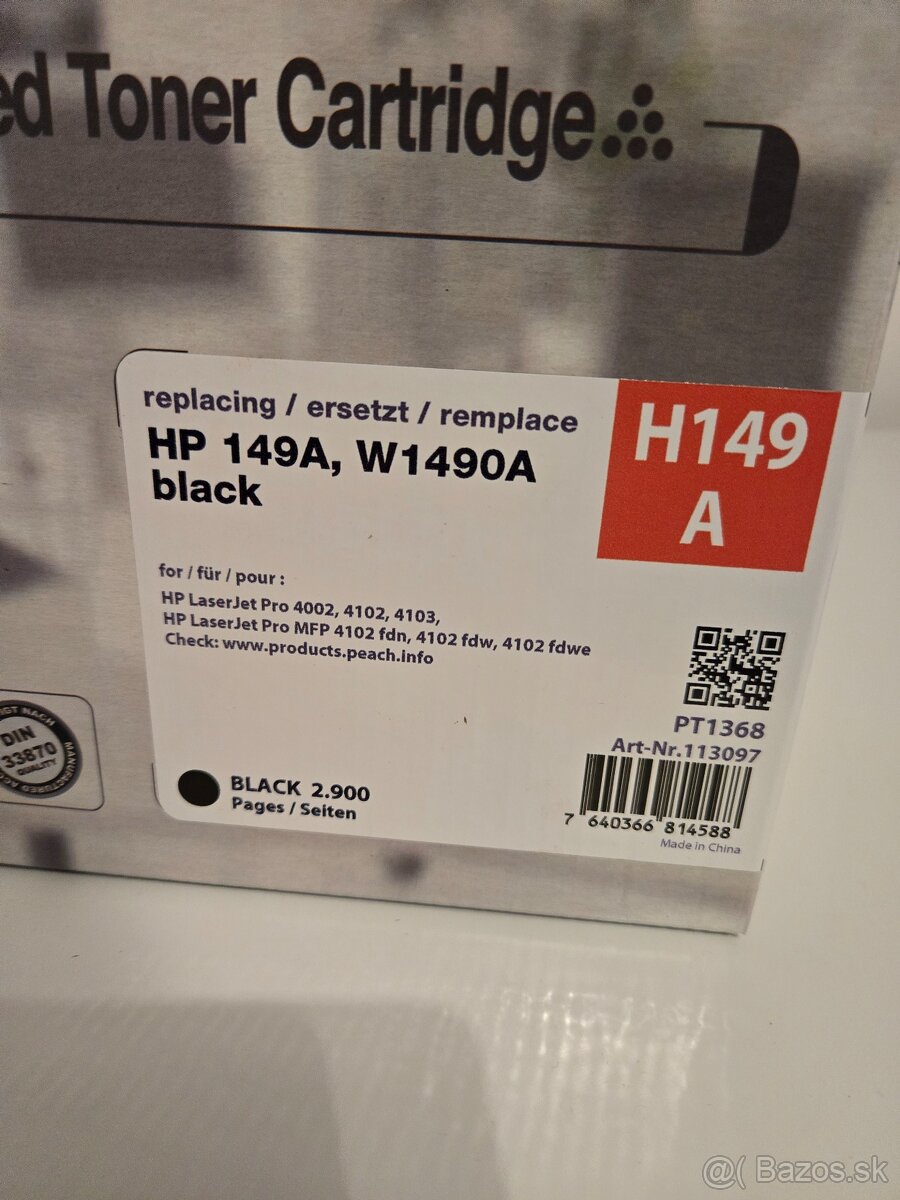 ed Toner Cartridge
replacing / ersetzt / remplace
HP 149A, W1490A
black
H149
A
for / für / pour :
HP LaserJet Pro 4002, 4102, 4103,
HP LaserJet Pro MFP 4102 fdn, 4102 fdw, 4102 fdwe
Check: www.products.peach.info
PT1368
Art-Nr.113097
DIN
33870
QUALITY
BLACK 2.900
Pages / Seiten
7 640366 814588
Made in China
@( Bazos.sk